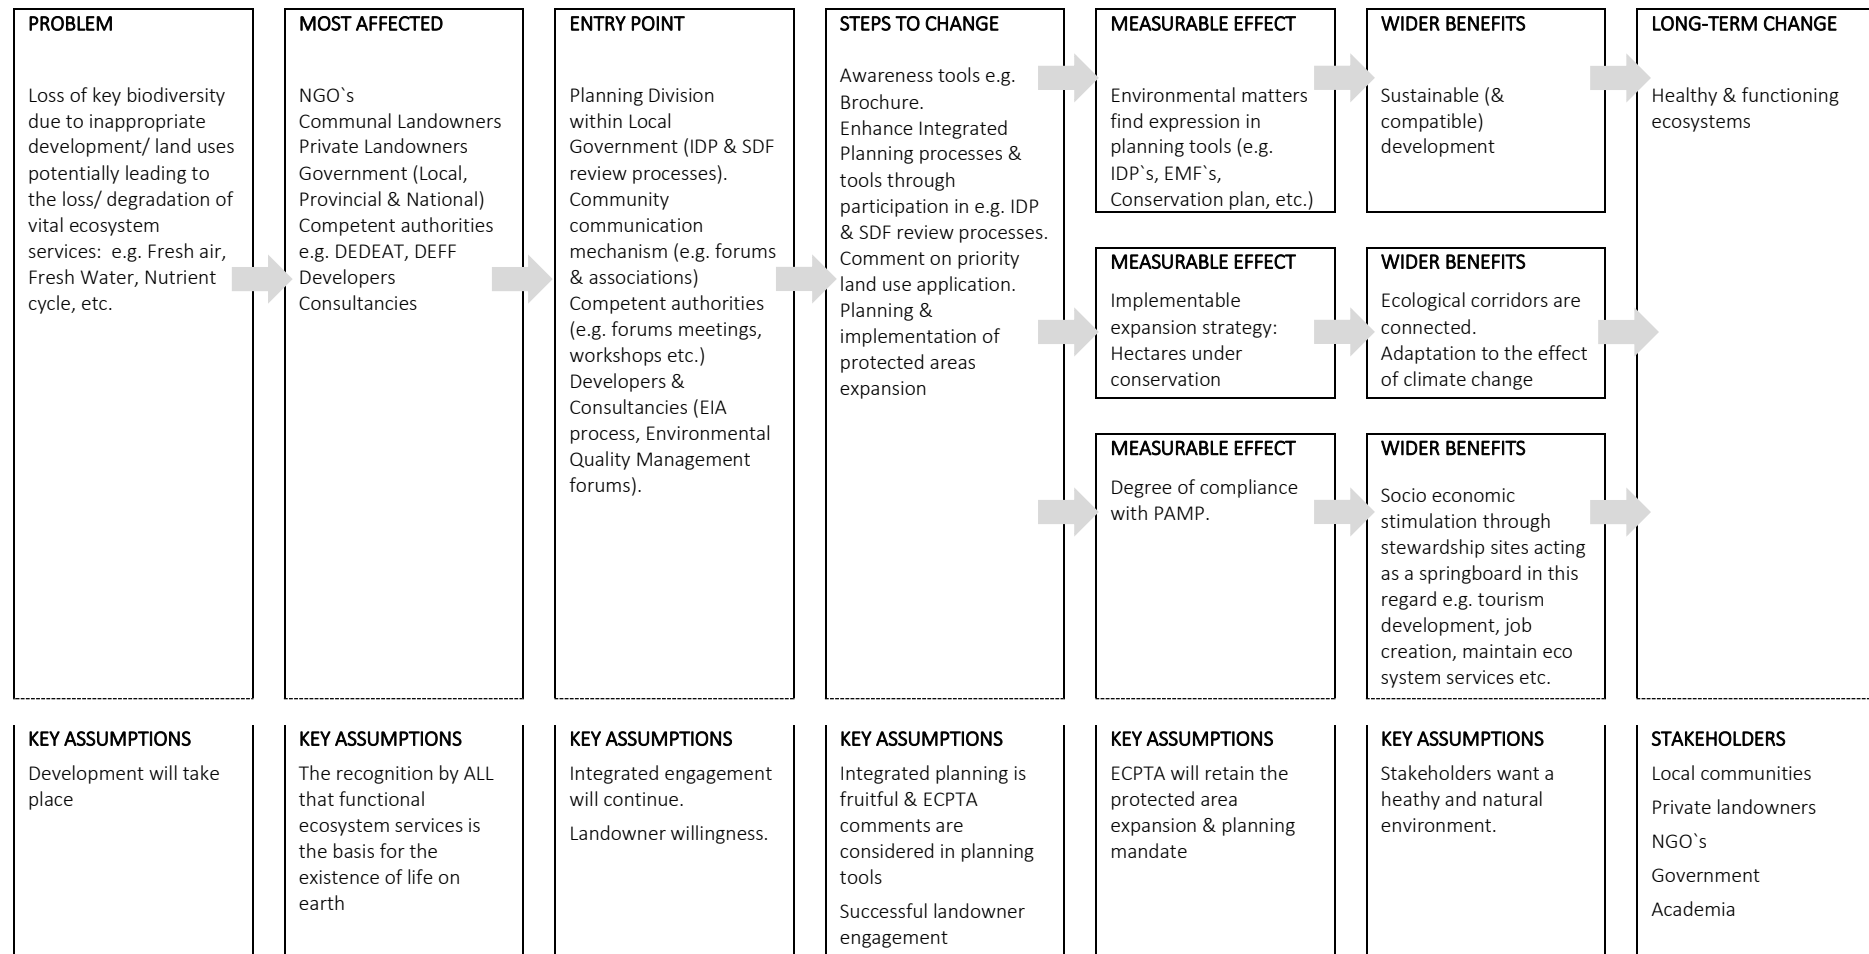 PROBLEM
Loss of key biodiversity
due to inappropriate
development/ land uses
potentially leading to
the loss/ degradation of
vital ecosystem
services:  e.g. Fresh air,
Fresh Water, Nutrient
cycle, etc.
MOST AFFECTED
NGO`s
Communal Landowners
Private Landowners
Government (Local,
Provincial & National)
Competent authorities
e.g. DEDEAT, DEFF
Developers
Consultancies
ENTRY POINT
Planning Division
within Local
Government (IDP & SDF
review processes).
Community
communication
mechanism (e.g. forums
& associations)
Competent authorities
(e.g. forums meetings,
workshops etc.)
Developers &
Consultancies (EIA
process, Environmental
Quality Management
forums).
STEPS TO CHANGE
Awareness tools e.g.
Brochure.
Enhance Integrated
Planning processes &
tools through
participation in e.g. IDP
& SDF review processes.
Comment on priority
land use application.
Planning &
implementation of
protected areas
expansion
MEASURABLE EFFECT
Environmental matters
find expression in
planning tools (e.g.
IDP`s, EMF`s,
Conservation plan, etc.)
WIDER BENEFITS
Sustainable (&
compatible)
development
MEASURABLE EFFECT
Implementable
expansion strategy:
Hectares under
conservation
WIDER BENEFITS
Ecological corridors are
connected.
Adaptation to the effect
of climate change
MEASURABLE EFFECT
Degree of compliance
with PAMP.
WIDER BENEFITS
Socio economic
stimulation through
stewardship sites acting
as a springboard in this
regard e.g. tourism
development, job
creation, maintain eco
system services etc.
LONG-TERM CHANGE
Healthy & functioning
ecosystems
KEY ASSUMPTIONS
Development will take
place
KEY ASSUMPTIONS
The recognition by ALL
that functional
ecosystem services is
the basis for the
existence of life on
earth
KEY ASSUMPTIONS
Integrated engagement
will continue.
Landowner willingness.
KEY ASSUMPTIONS
Integrated planning is
fruitful & ECPTA
comments are
considered in planning
tools
Successful landowner
engagement
KEY ASSUMPTIONS
ECPTA will retain the
protected area
expansion & planning
mandate
KEY ASSUMPTIONS
Stakeholders want a
heathy and natural
environment.
STAKEHOLDERS
Local communities
Private landowners
NGO`s
Government
Academia